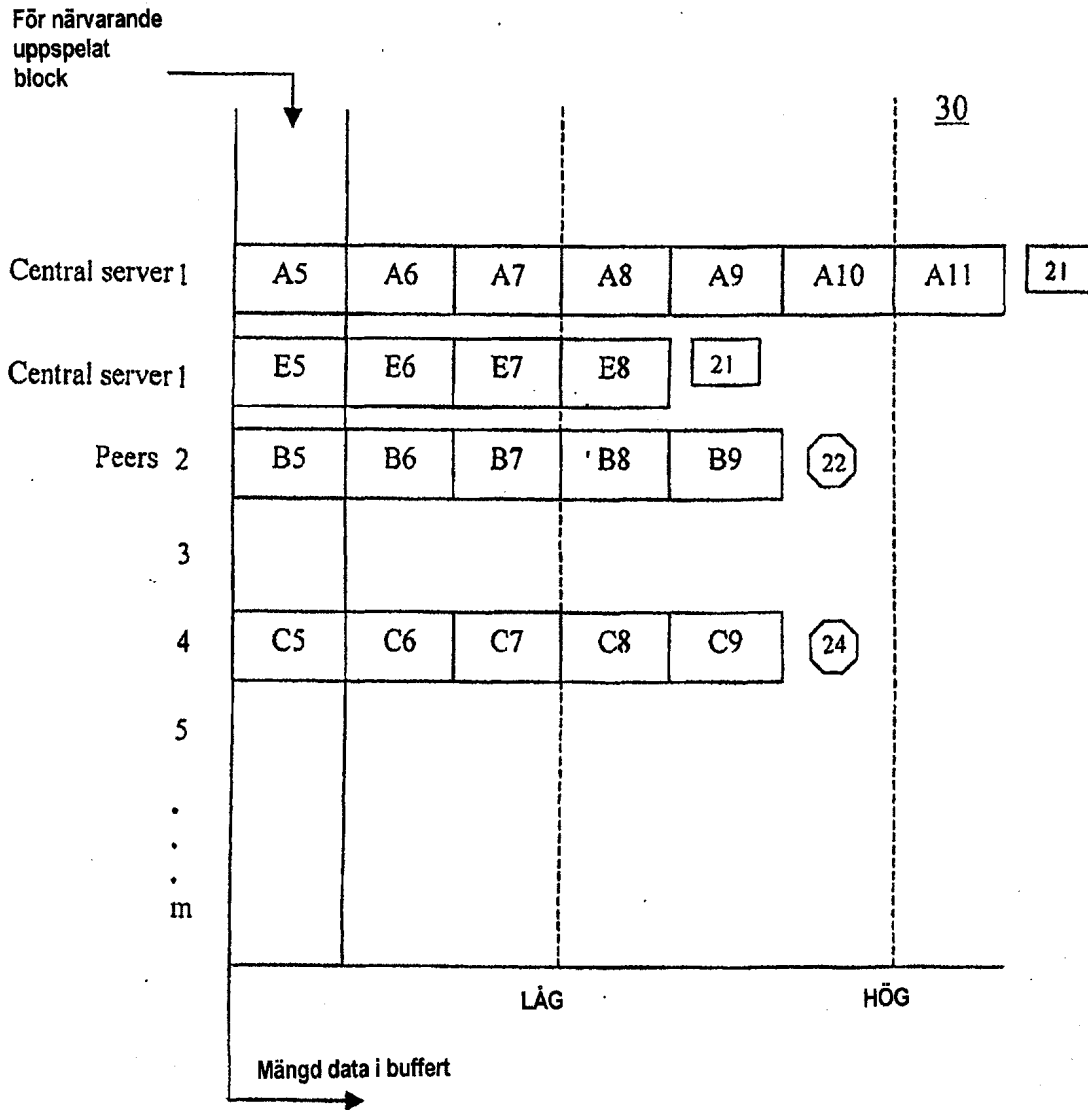 För närvarande
uppspelat
block
30
Central server 1 A5 A6 A7 A8 A9 A10 A11 21
Central server 1 E5 E6 E7 E8 21
Peers 2 B5 B6 B7 B8 B9 22
3
4 C5 C6 C7 C8 C9 24
5
.
.
.
m
LÅG HÖG
Mängd data i buffert